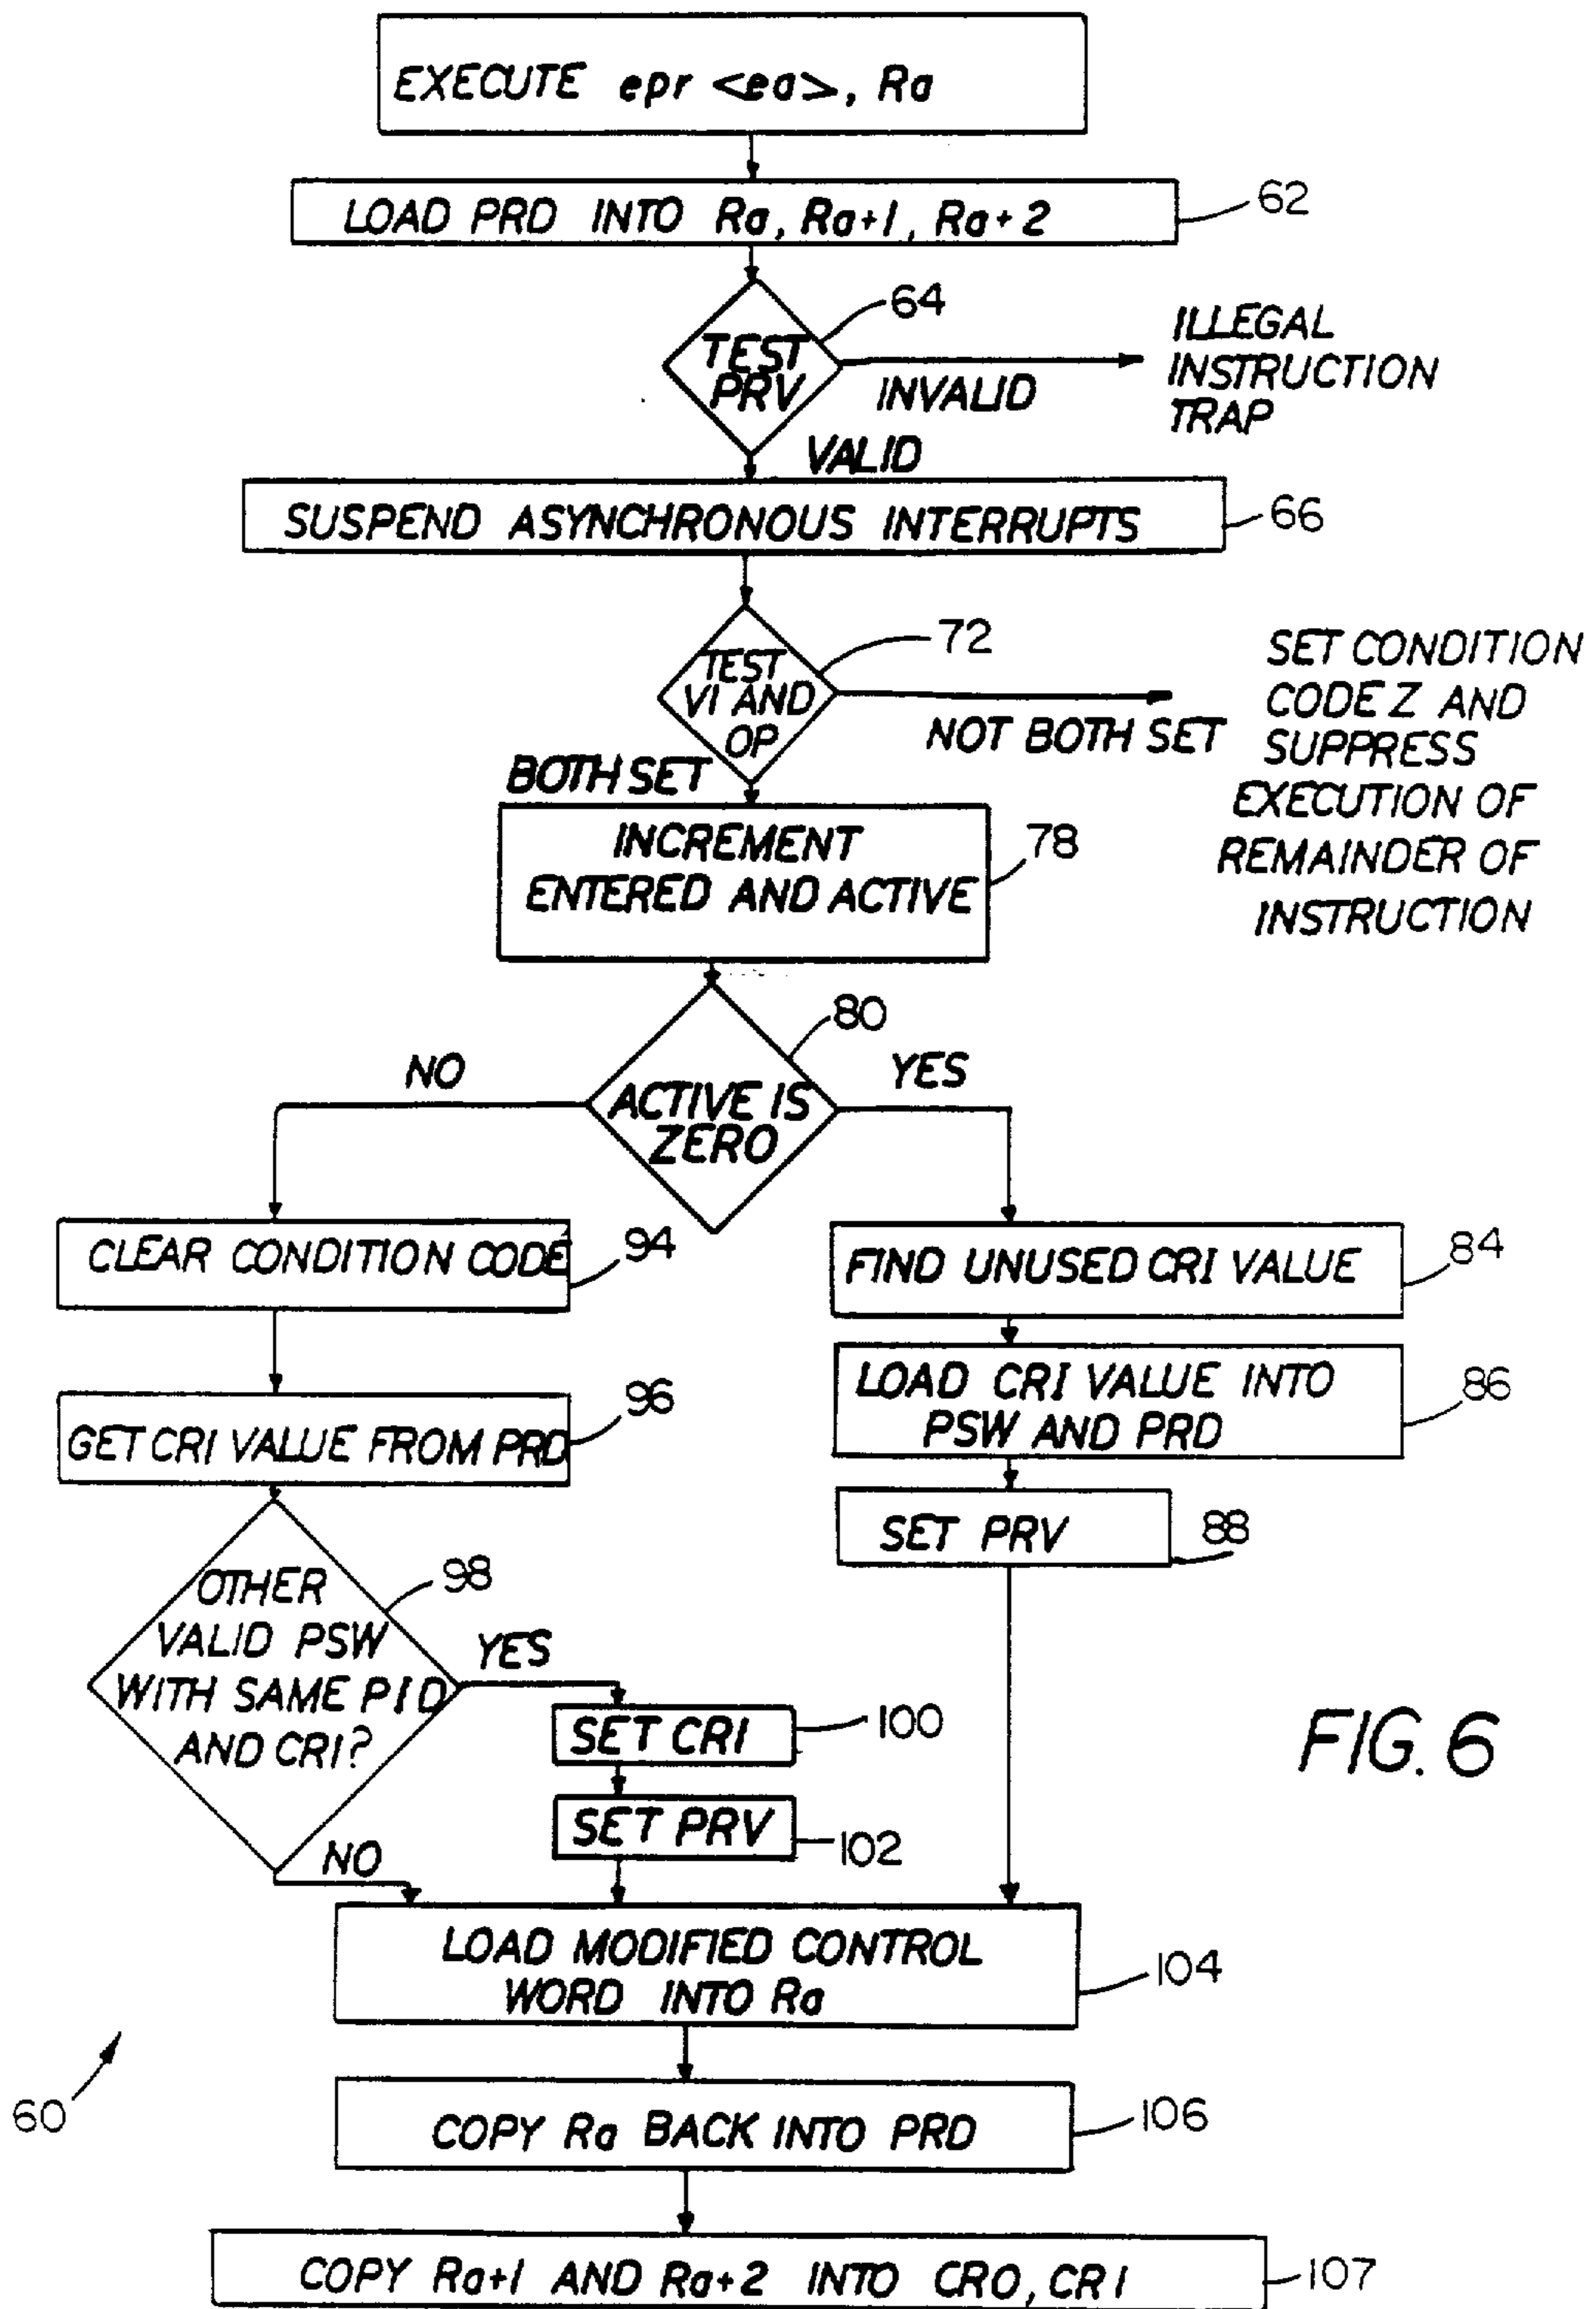 EXECUTE epr <ea>, Ra
LOAD PRD INTO Ra, Ra+1, Ra+2
62
64
TEST
PRV
INVALID
ILLEGAL
INSTRUCTION
TRAP
VALID
SUSPEND ASYNCHRONOUS INTERRUPTS
66
72
TEST
VI AND
OP
NOT BOTH SET
SET CONDITION
CODE Z AND
SUPPRESS
EXECUTION OF
REMAINDER OF
INSTRUCTION
BOTH SET
INCREMENT
ENTERED AND ACTIVE
78
80
NO
YES
ACTIVE IS
ZERO
CLEAR CONDITION CODE
94
FIND UNUSED CRI VALUE
84
GET CRI VALUE FROM PRD
96
LOAD CRI VALUE INTO
PSW AND PRD
86
SET PRV
88
OTHER
VALID PSW
WITH SAME PID
AND CRI?
98
YES
SET CRI
100
SET PRV
102
NO
FIG. 6
LOAD MODIFIED CONTROL
WORD INTO Ra
104
60
COPY Ra BACK INTO PRD
106
COPY Ra+1 AND Ra+2 INTO CR0, CR1
107